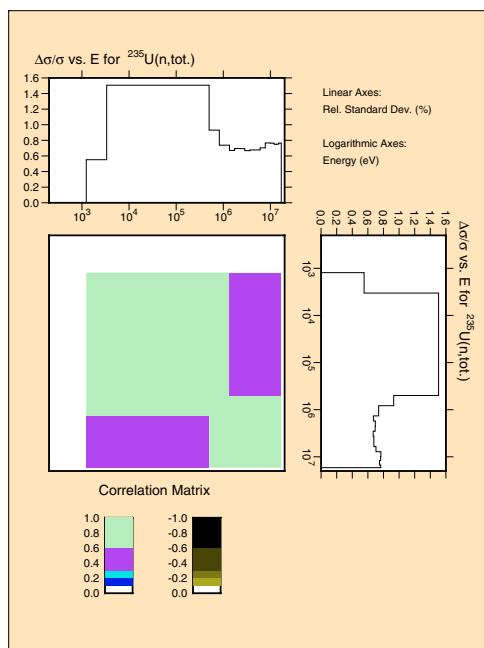 Δσ/σ vs. E for ²³⁵U(n,tot.)
1.6
1.4
1.2
1.0
0.8
0.6
0.4
0.2
0.0
10³ 10⁴ 10⁵ 10⁶ 10⁷
Linear Axes:
Rel. Standard Dev. (%)
Logarithmic Axes:
Energy (eV)
0.0 0.2 0.4 0.6 0.8 1.0 1.2 1.4 1.6
10³
10⁴
10⁵
10⁶
10⁷
Δσ/σ vs. E for ²³⁵U(n,tot.)
Correlation Matrix
1.0
0.8
0.6
0.4
0.2
0.0
-1.0
-0.8
-0.6
-0.4
-0.2
0.0